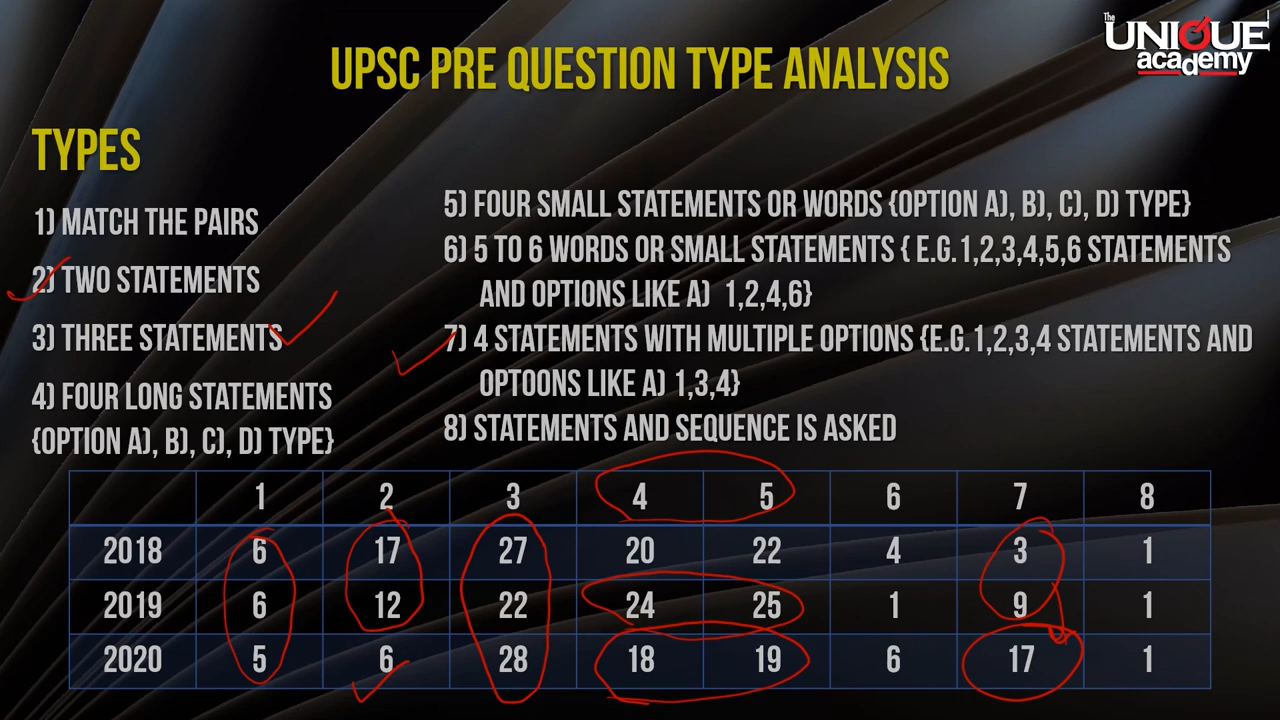 The
UNIQUE
academy
UPSC PRE QUESTION TYPE ANALYSIS
TYPES
1) MATCH THE PAIRS
2) TWO STATEMENTS
3) THREE STATEMENTS
4) FOUR LONG STATEMENTS
{OPTION A), B), C), D) TYPE}
5) FOUR SMALL STATEMENTS OR WORDS {OPTION A), B), C), D) TYPE}
6) 5 TO 6 WORDS OR SMALL STATEMENTS { E.G.1,2,3,4,5,6 STATEMENTS
AND OPTIONS LIKE A) 1,2,4,6}
7) 4 STATEMENTS WITH MULTIPLE OPTIONS {E.G.1,2,3,4 STATEMENTS AND
OPTOONS LIKE A) 1,3,4}
8) STATEMENTS AND SEQUENCE IS ASKED
1 2 3 4 5 6 7 8
2018 6 17 27 20 22 4 3 1
2019 6 12 22 24 25 1 9 1
2020 5 6 28 18 19 6 17 1